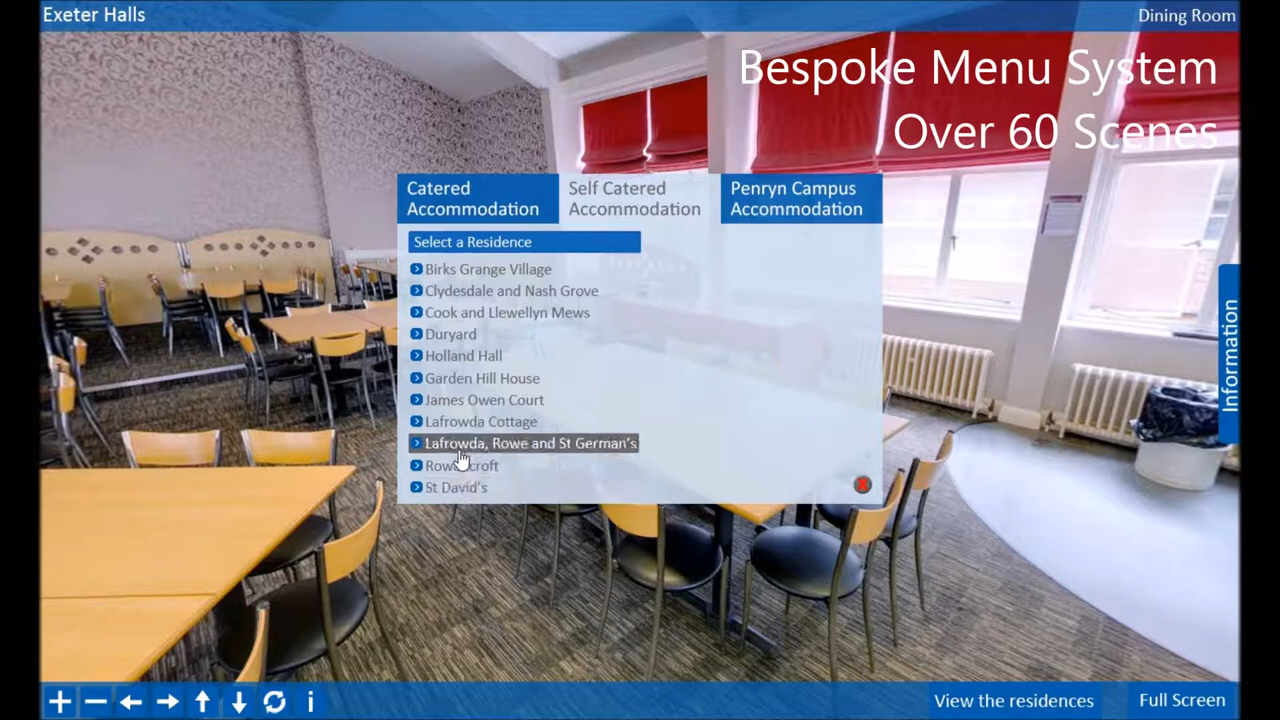 Exeter Halls
Dining Room
Bespoke Menu System
Over 60 Scenes
Catered
Accommodation
Self Catered
Accommodation
Penryn Campus
Accommodation
Select a Residence
Birks Grange Village
Clydesdale and Nash Grove
Cook and Llewellyn Mews
Duryard
Holland Hall
Garden Hill House
James Owen Court
Lafrowda Cottage
Lafrowda, Rowe and St German's
St David's
Information
View the residences
Full Screen